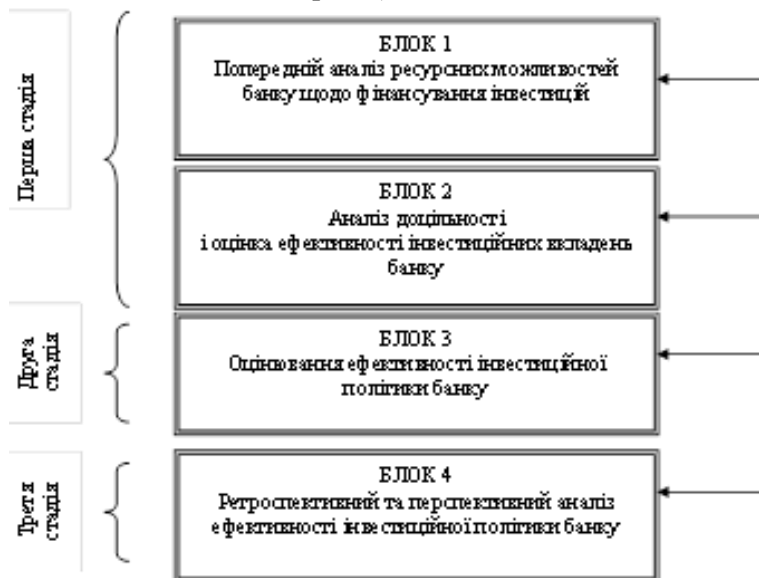 Перша стадія
БЛОК 1
Попередній аналіз ресурсних можливостей
банку щодо фінансування інвестицій
БЛОК 2
Аналіз доцільності
і оцінка ефективності інвестиційних вкладень
банку
Друга
стадія
БЛОК 3
Оцінювання ефективності інвестиційної
політики банку
Третя
стадія
БЛОК 4
Ретроспективний та перспективний аналіз
ефективності інвестиційної політики банку